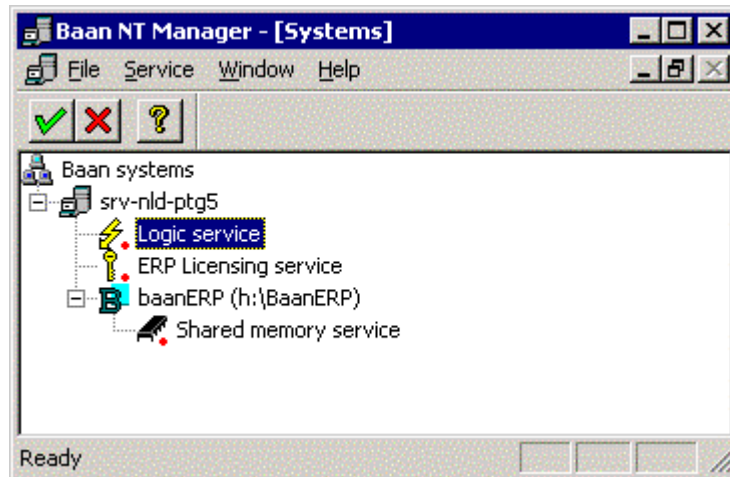 Baan NT Manager - [Systems]
File Service Window Help
Baan systems
srv-nld-ptg5
Logic service
ERP Licensing service
baanERP (h:\BaanERP)
Shared memory service
Ready